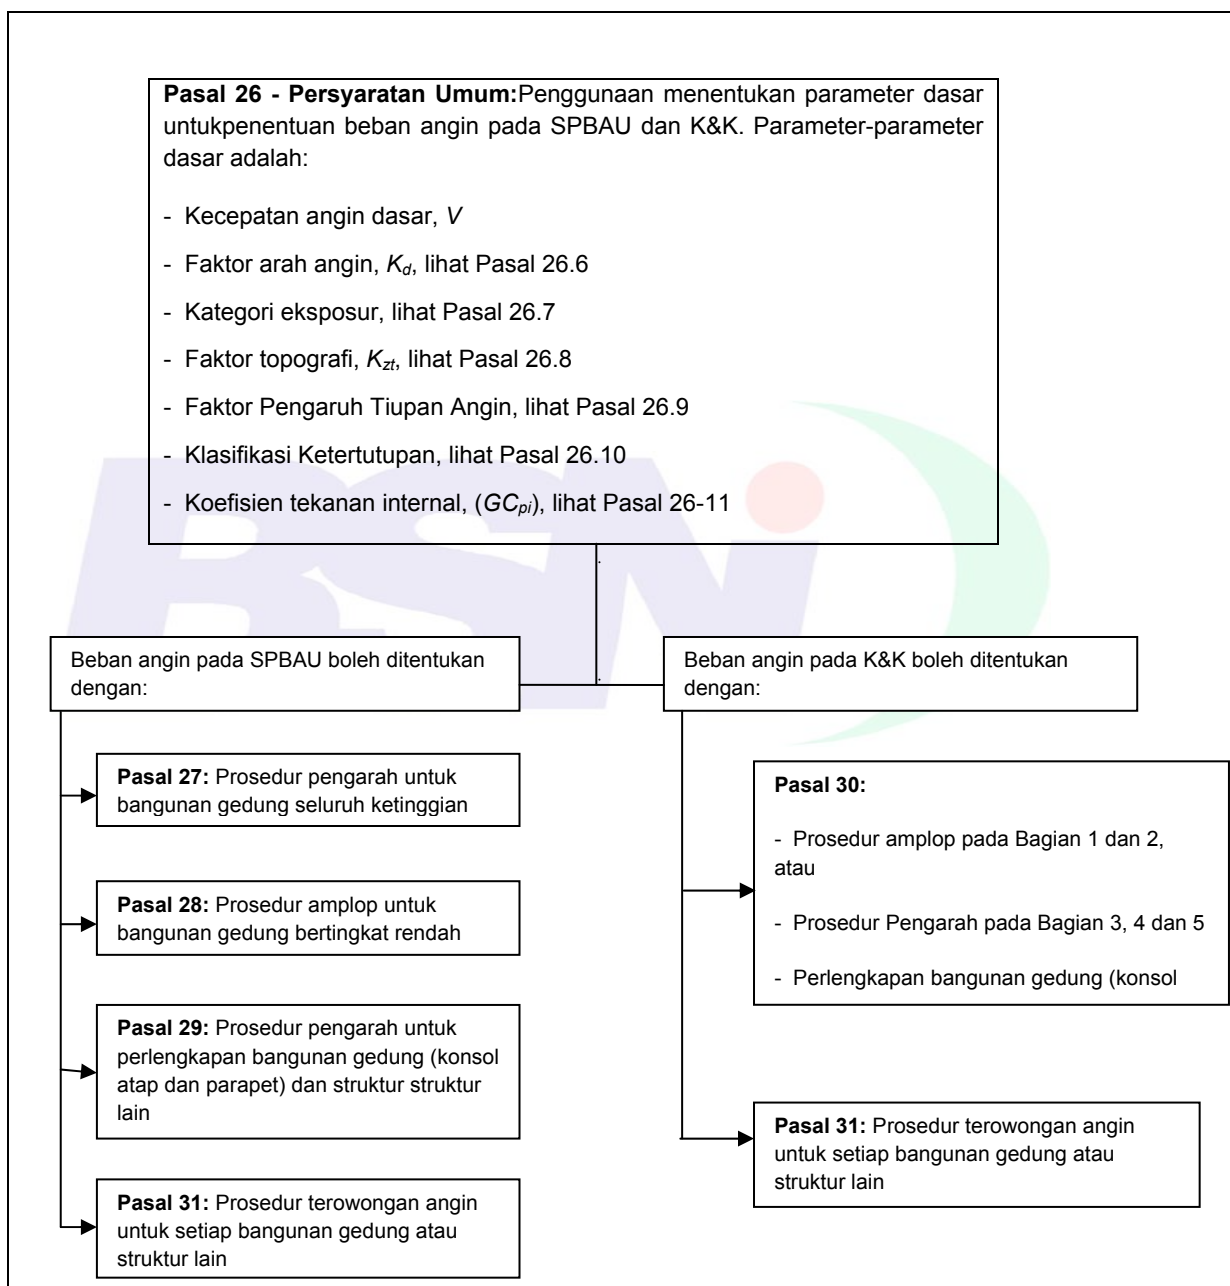 Pasal 26 - Persyaratan Umum:Penggunaan menentukan parameter dasar
untukpenentuan beban angin pada SPBAU dan K&K. Parameter-parameter
dasar adalah:
- Kecepatan angin dasar, V
- Faktor arah angin, Kd, lihat Pasal 26.6
- Kategori eksposur, lihat Pasal 26.7
- Faktor topografi, Kzt, lihat Pasal 26.8
- Faktor Pengaruh Tiupan Angin, lihat Pasal 26.9
- Klasifikasi Ketertutupan, lihat Pasal 26.10
- Koefisien tekanan internal, (GCpi), lihat Pasal 26-11
BSN
Beban angin pada SPBAU boleh ditentukan
dengan:
Pasal 27: Prosedur pengarah untuk
bangunan gedung seluruh ketinggian
Pasal 28: Prosedur amplop untuk
bangunan gedung bertingkat rendah
Pasal 29: Prosedur pengarah untuk
perlengkapan bangunan gedung (konsol
atap dan parapet) dan struktur struktur
lain
Pasal 31: Prosedur terowongan angin
untuk setiap bangunan gedung atau
struktur lain
Beban angin pada K&K boleh ditentukan
dengan:
Pasal 30:
- Prosedur amplop pada Bagian 1 dan 2,
atau
- Prosedur Pengarah pada Bagian 3, 4 dan 5
- Perlengkapan bangunan gedung (konsol
Pasal 31: Prosedur terowongan angin
untuk setiap bangunan gedung atau
struktur lain